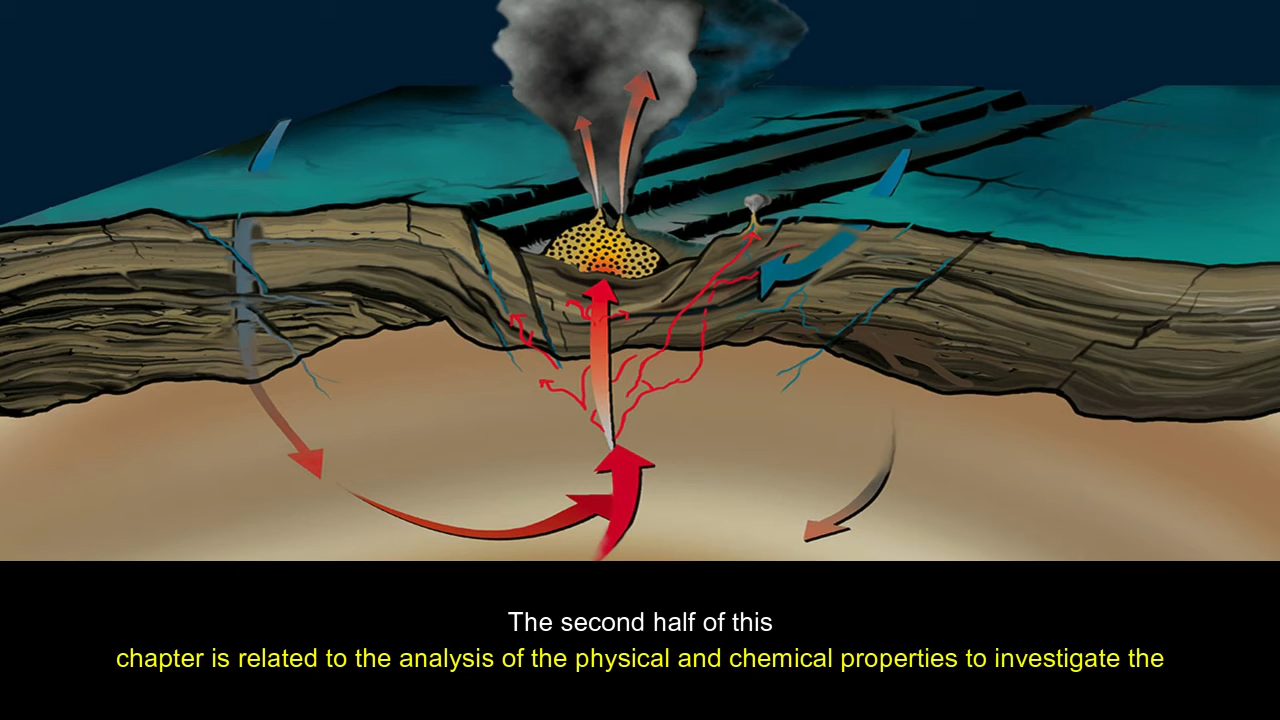 The second half of this
chapter is related to the analysis of the physical and chemical properties to investigate the